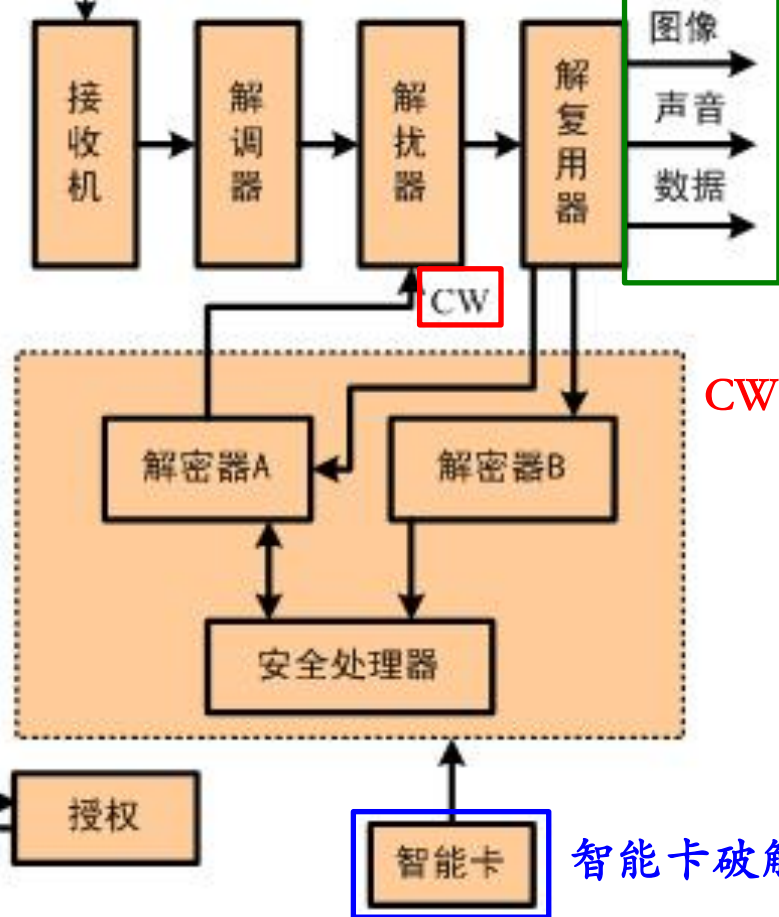 图像
声音
数据
接收机
解调器
解扰器
解复用器
CW
CW
解密器A
解密器B
安全处理器
授权
智能卡
智能卡破解